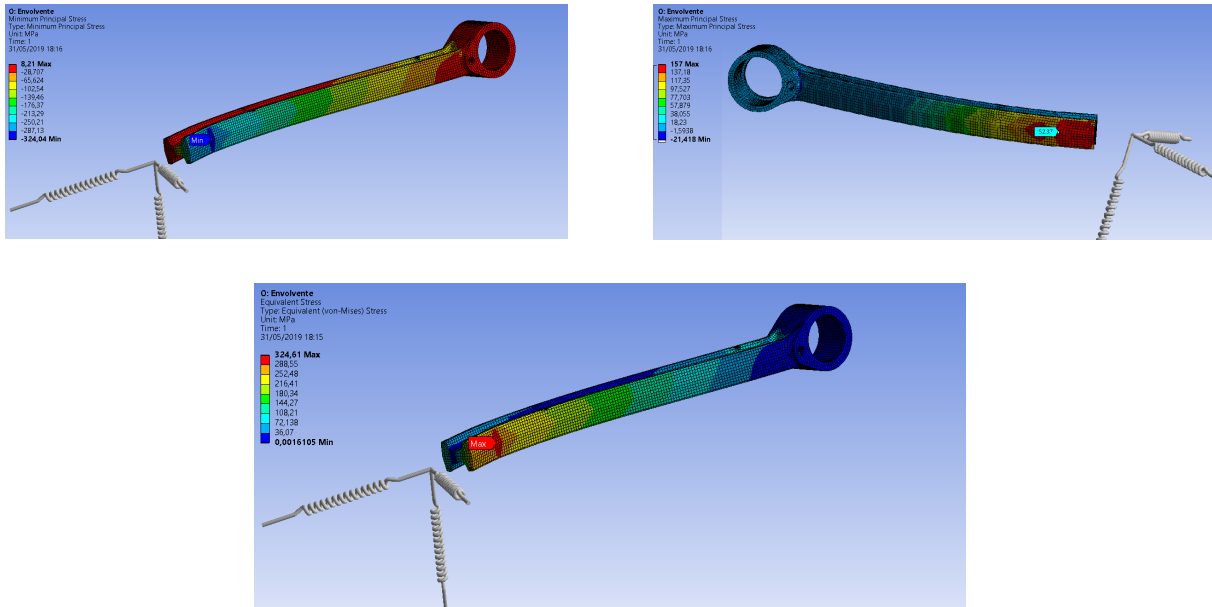 O: Envolvente
Minimum Principal Stress
Type: Minimum Principal Stress
Unit: MPa
Time: 1
31/05/2019 18:16
8,21 Max
-28,707
-65,624
-102,54
-139,46
-176,37
-213,29
-250,21
-287,13
-324,04 Min
Min
O: Envolvente
Maximum Principal Stress
Type: Maximum Principal Stress
Unit: MPa
Time: 1
31/05/2019 18:16
157 Max
137,18
117,35
97,527
77,703
57,879
38,055
18,23
-1,5938
-21,418 Min
O: Envolvente
Equivalent Stress
Type: Equivalent (von-Mises) Stress
Unit: MPa
Time: 1
31/05/2019 18:15
324,61 Max
288,55
252,48
216,41
180,34
144,27
108,21
72,138
36,07
0,0016105 Min
Max